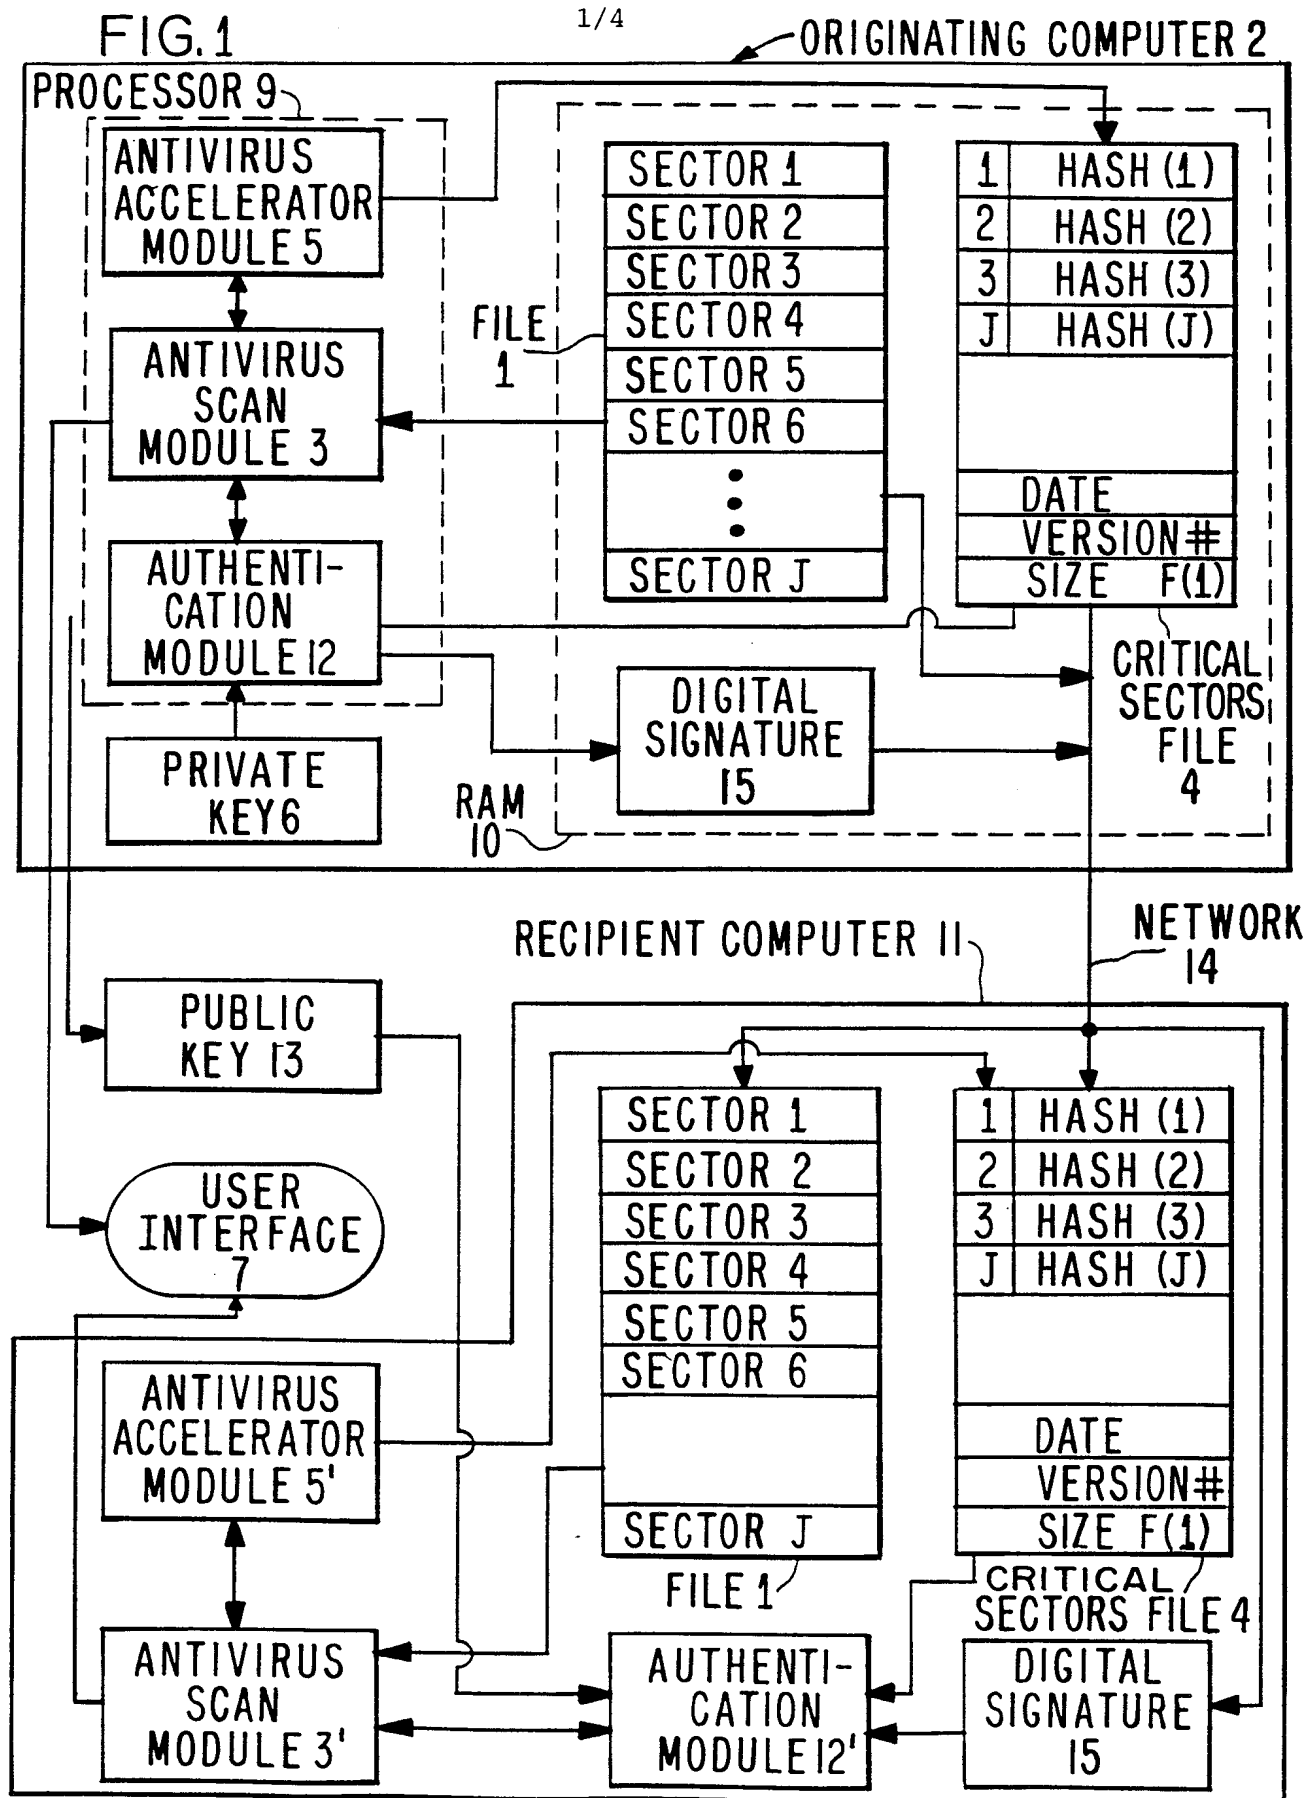 1/4
FIG.1
ORIGINATING COMPUTER 2
PROCESSOR 9
ANTIVIRUS
ACCELERATOR
MODULE 5
ANTIVIRUS
SCAN
MODULE 3
AUTHENTI-
CATION
MODULE 12
PRIVATE
KEY 6
FILE
1
SECTOR 1
SECTOR 2
SECTOR 3
SECTOR 4
SECTOR 5
SECTOR 6
SECTOR J
1 HASH (1)
2 HASH (2)
3 HASH (3)
J HASH (J)
DATE
VERSION #
SIZE F(1)
CRITICAL
SECTORS
FILE
4
DIGITAL
SIGNATURE
15
RAM
10
NETWORK
14
RECIPIENT COMPUTER 11
PUBLIC
KEY 13
USER
INTERFACE
7
ANTIVIRUS
ACCELERATOR
MODULE 5'
ANTIVIRUS
SCAN
MODULE 3'
SECTOR 1
SECTOR 2
SECTOR 3
SECTOR 4
SECTOR 5
SECTOR 6
SECTOR J
FILE 1
1 HASH (1)
2 HASH (2)
3 HASH (3)
J HASH (J)
DATE
VERSION #
SIZE F(1)
CRITICAL
SECTORS FILE 4
AUTHENTI-
CATION
MODULE 12'
DIGITAL
SIGNATURE
15